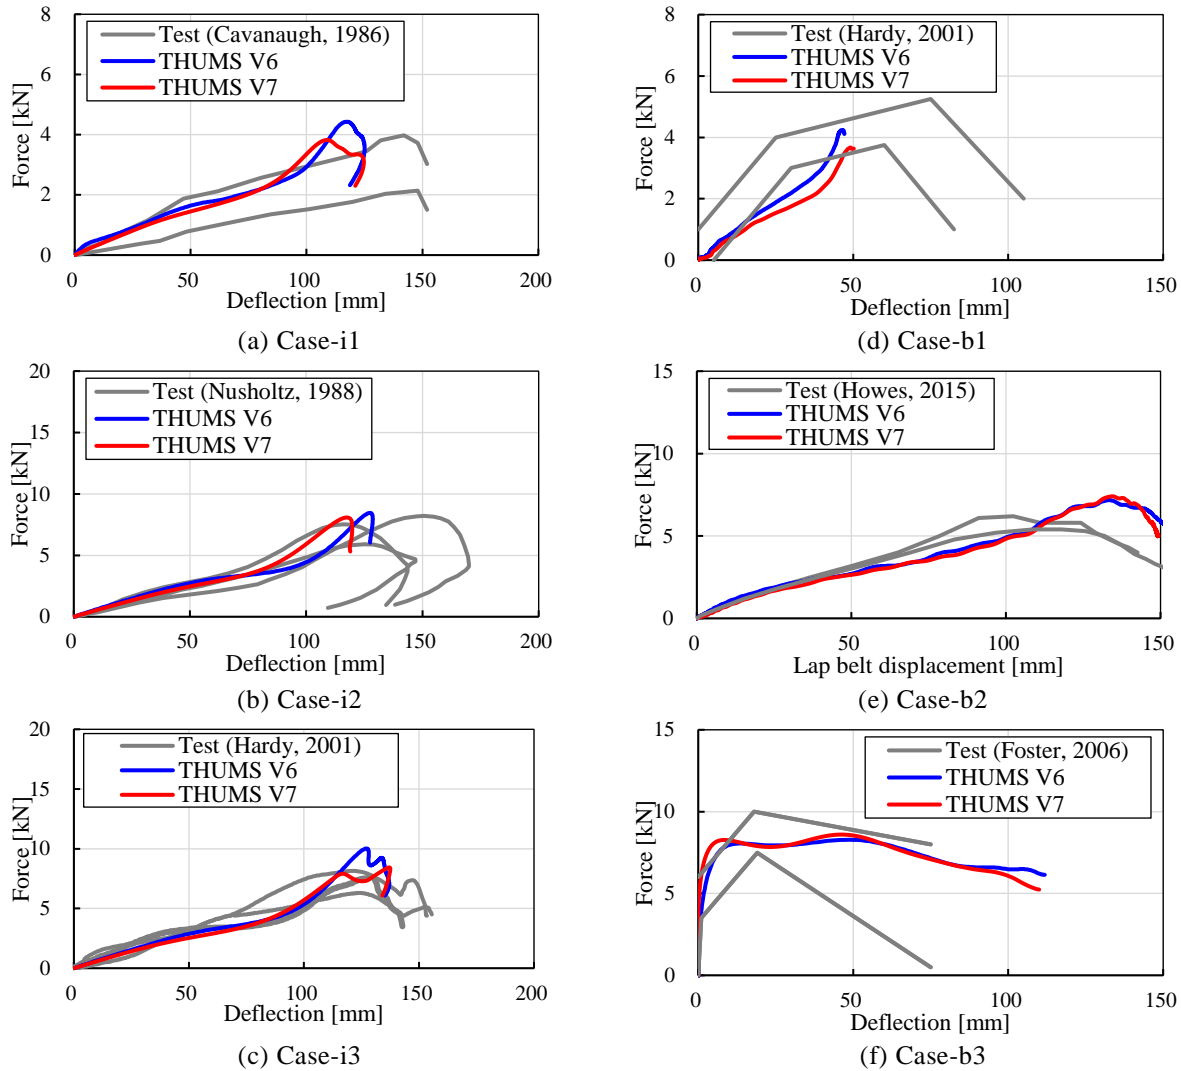 8
6
4
2
0
Force [kN]
Test (Cavanaugh, 1986)
THUMS V6
THUMS V7
0 50 100 150 200
Deflection [mm]
(a) Case-i1
8
6
4
2
0
Force [kN]
Test (Hardy, 2001)
THUMS V6
THUMS V7
0 50 100 150
Deflection [mm]
(d) Case-b1
20
15
10
5
0
Force [kN]
Test (Nusholtz, 1988)
THUMS V6
THUMS V7
0 50 100 150 200
Deflection [mm]
(b) Case-i2
15
10
5
0
Force [kN]
Test (Howes, 2015)
THUMS V6
THUMS V7
0 50 100 150
Lap belt displacement [mm]
(e) Case-b2
20
15
10
5
0
Force [kN]
Test (Hardy, 2001)
THUMS V6
THUMS V7
0 50 100 150 200
Deflection [mm]
(c) Case-i3
15
10
5
0
Force [kN]
Test (Foster, 2006)
THUMS V6
THUMS V7
0 50 100 150
Deflection [mm]
(f) Case-b3